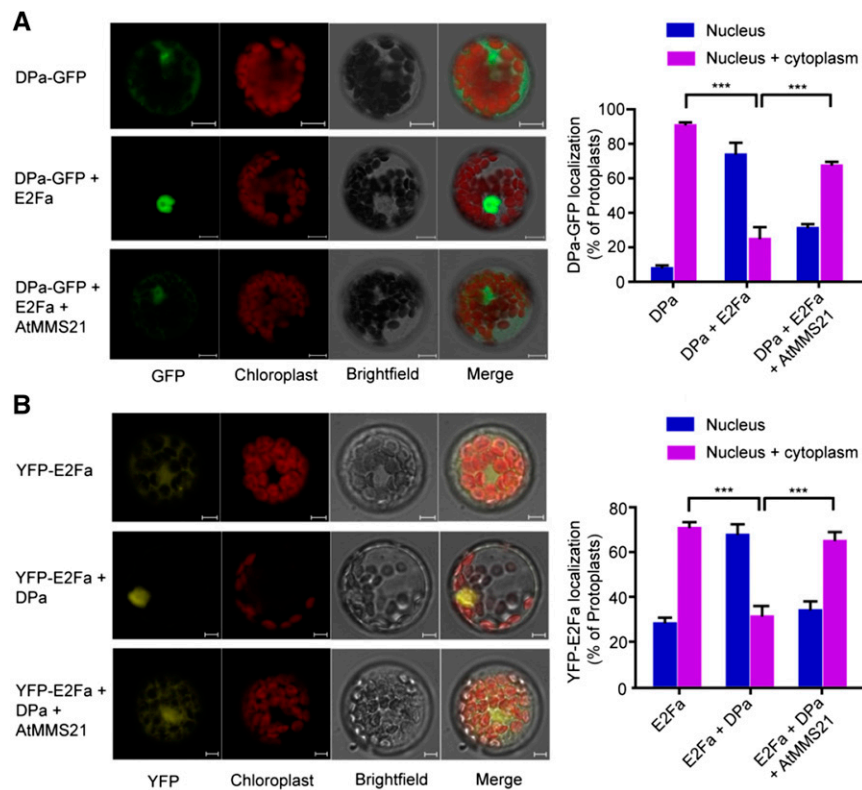 A
DPa-GFP
DPa-GFP +
E2Fa
DPa-GFP +
E2Fa +
AtMMS21
GFP
Chloroplast
Brightfield
Merge
Nucleus
Nucleus + cytoplasm
DPa-GFP localization
(% of Protoplasts)
100
80
60
40
20
0
***
***
DPa
DPa + E2Fa
DPa + E2Fa
+ AtMMS21
B
YFP-E2Fa
YFP-E2Fa +
DPa
YFP-E2Fa +
DPa +
AtMMS21
YFP
Chloroplast
Brightfield
Merge
Nucleus
Nucleus + cytoplasm
YFP-E2Fa localization
(% of Protoplasts)
80
60
40
20
0
***
***
E2Fa
E2Fa + DPa
E2Fa + DPa
+ AtMMS21